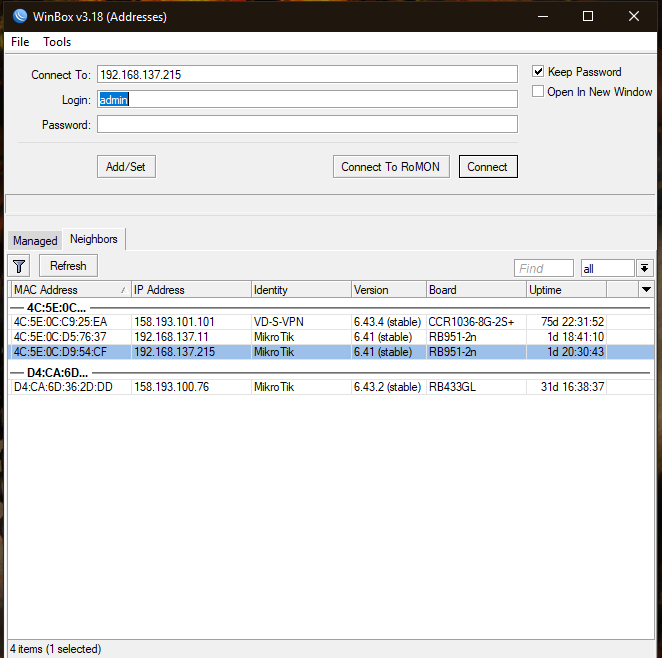 WinBox v3.18 (Addresses)
File Tools
Connect To: 192.168.137.215
Keep Password
Login: admin
Open In New Window
Password:
Add/Set Connect To RoMON Connect
Managed Neighbors
Refresh Find all
MAC Address IP Address Identity Version Board Uptime
4C:5E:0C...
4C:5E:0C:C9:25:EA 158.193.101.101 VD-S-VPN 6.43.4 (stable) CCR1036-8G-2S+ 75d 22:31:52
4C:5E:0C:D5:76:37 192.168.137.11 MikroTik 6.41 (stable) RB951-2n 1d 18:41:10
4C:5E:0C:D9:54:CF 192.168.137.215 MikroTik 6.41 (stable) RB951-2n 1d 20:30:43
D4:CA:6D...
D4:CA:6D:36:2D:DD 158.193.100.76 MikroTik 6.43.2 (stable) RB433GL 31d 16:38:37
4 items (1 selected)